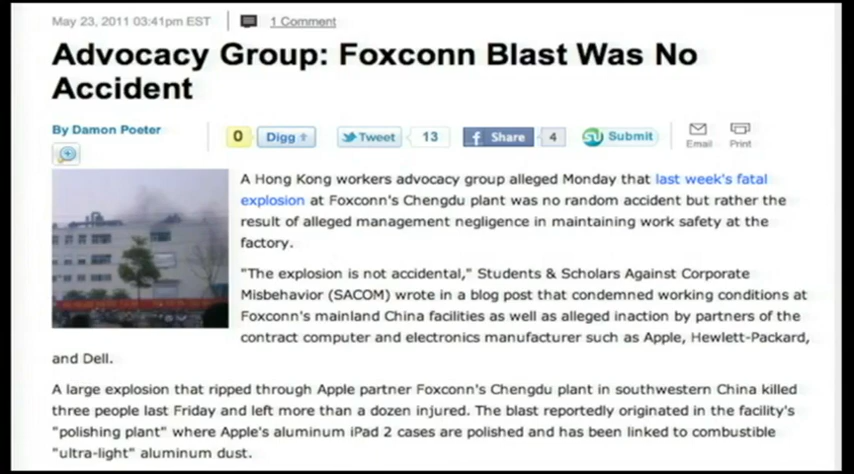 May 23, 2011 03:41pm EST
1 Comment
Advocacy Group: Foxconn Blast Was No
Accident
By Damon Poeter
0 Digg
Tweet 13
f Share 4
Submit
Email
Print
A Hong Kong workers advocacy group alleged Monday that last week's fatal
explosion at Foxconn's Chengdu plant was no random accident but rather the
result of alleged management negligence in maintaining work safety at the
factory.
"The explosion is not accidental," Students & Scholars Against Corporate
Misbehavior (SACOM) wrote in a blog post that condemned working conditions at
Foxconn's mainland China facilities as well as alleged inaction by partners of the
contract computer and electronics manufacturer such as Apple, Hewlett-Packard,
and Dell.
A large explosion that ripped through Apple partner Foxconn's Chengdu plant in southwestern China killed
three people last Friday and left more than a dozen injured. The blast reportedly originated in the facility's
"polishing plant" where Apple's aluminum iPad 2 cases are polished and has been linked to combustible
"ultra-light" aluminum dust.